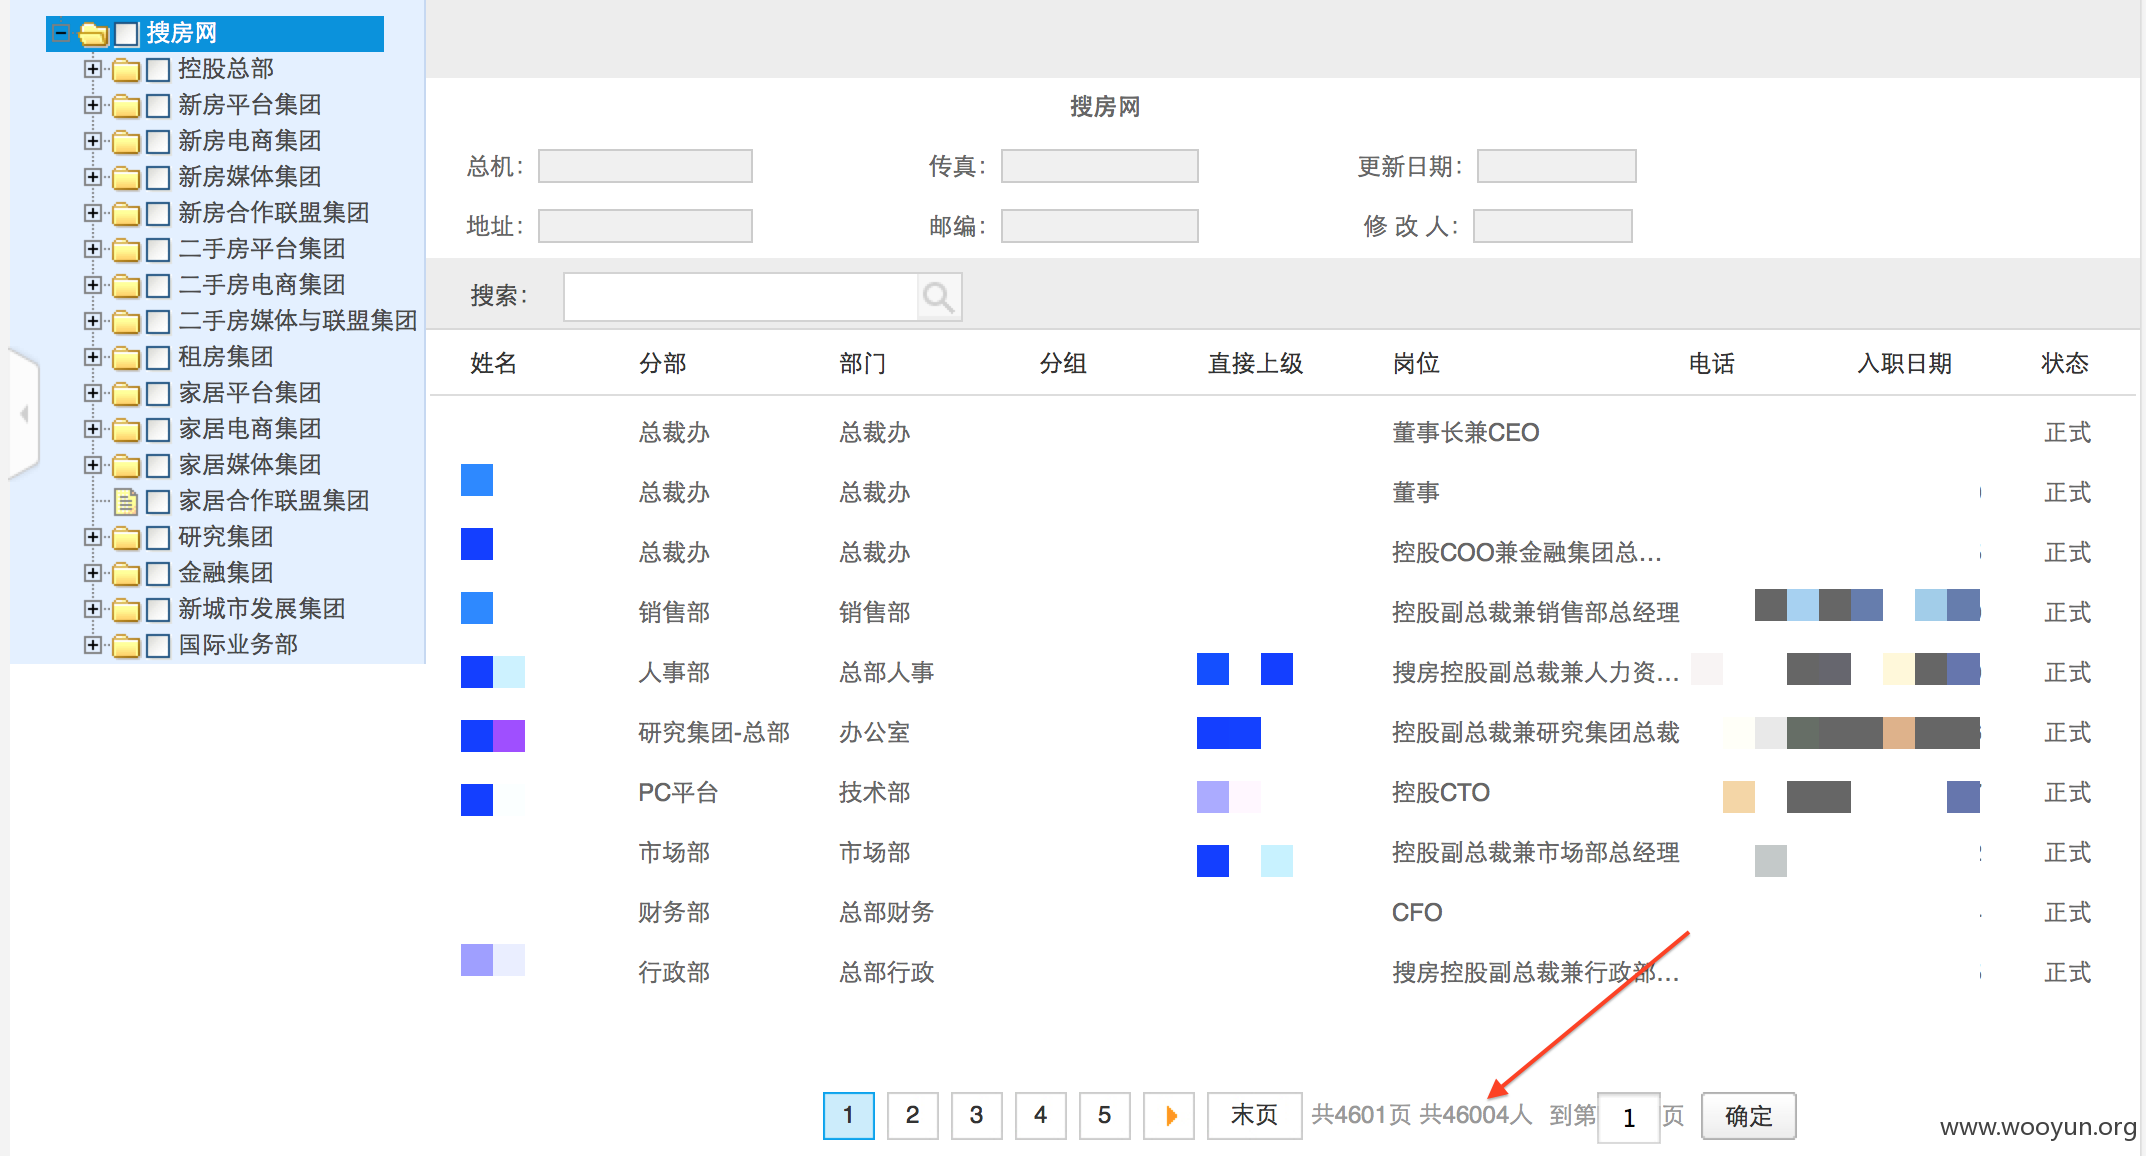 搜房网
控股总部
新房平台集团
新房电商集团
新房媒体集团
新房合作联盟集团
二手房平台集团
二手房电商集团
二手房媒体与联盟集团
租房集团
家居平台集团
家居电商集团
家居媒体集团
家居合作联盟集团
研究集团
金融集团
新城市发展集团
国际业务部
搜房网
总机： 传真： 更新日期：
地址： 邮编： 修 改 人：
搜索：
姓名 分部 部门 分组 直接上级 岗位 电话 入职日期 状态
总裁办 总裁办 董事长兼CEO 正式
总裁办 总裁办 董事 正式
总裁办 总裁办 控股COO兼金融集团总... 正式
销售部 销售部 控股副总裁兼销售部总经理 正式
人事部 总部人事 搜房控股副总裁兼人力资... 正式
研究集团-总部 办公室 控股副总裁兼研究集团总裁 正式
PC平台 技术部 控股CTO 正式
市场部 市场部 控股副总裁兼市场部总经理 正式
财务部 总部财务 CFO 正式
行政部 总部行政 搜房控股副总裁兼行政部... 正式
1 2 3 4 5 末页 共4601页 共46004人 到第 1 页 确定
www.wooyun.org